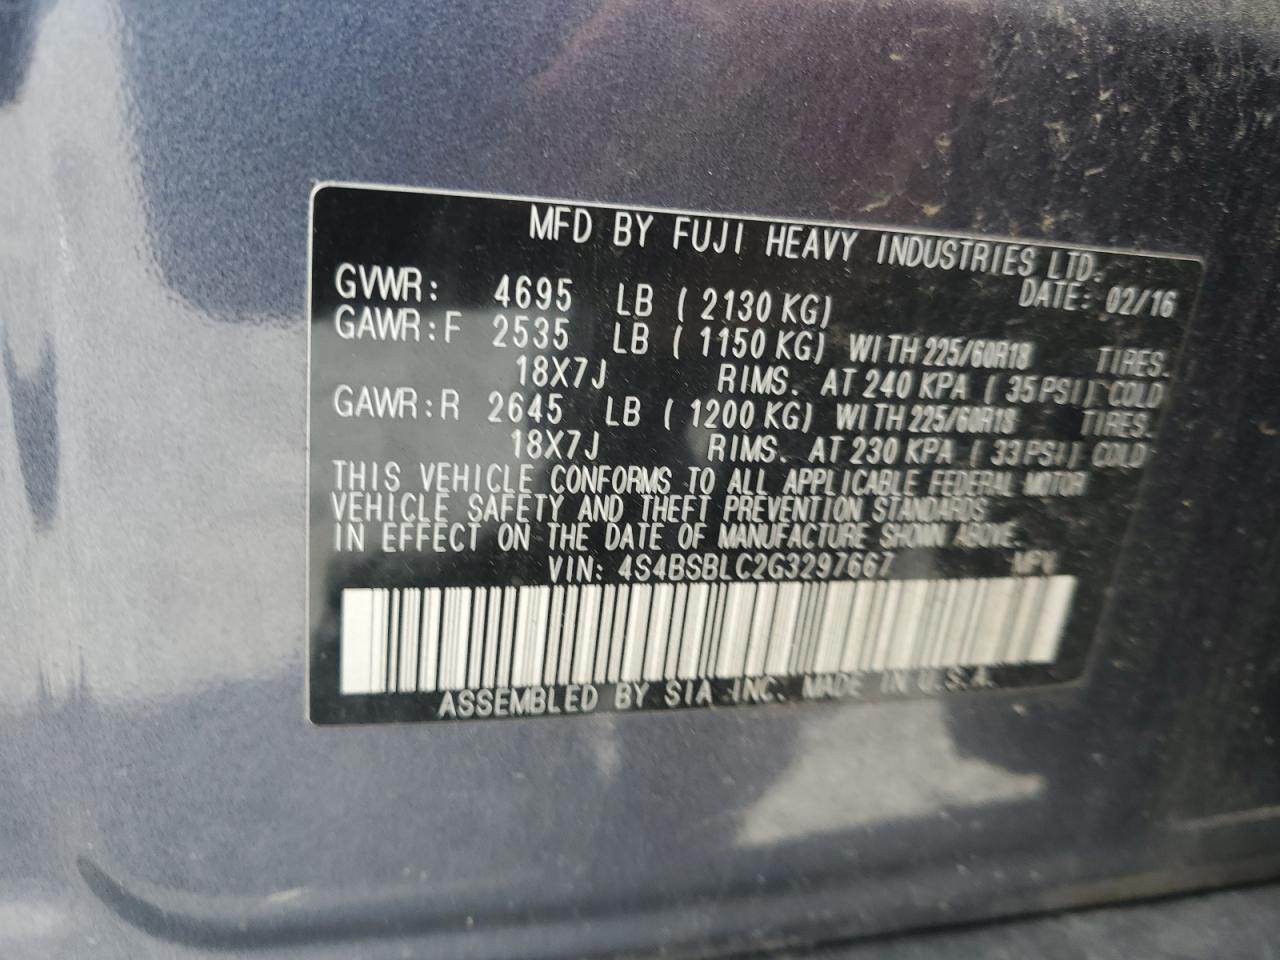 MFD BY FUJI HEAVY INDUSTRIES LTD.
DATE: 02/16
GVWR: 4695 LB ( 2130 KG)
GAWR:F 2535 LB ( 1150 KG) WITH 225/60R18 TIRES.
18X7J RIMS. AT 240 KPA ( 35 PSI) COLD
GAWR:R 2645 LB ( 1200 KG) WITH 225/60R18 TIRES.
18X7J RIMS. AT 230 KPA ( 33 PSI) COLD
THIS VEHICLE CONFORMS TO ALL APPLICABLE FEDERAL MOTOR
VEHICLE SAFETY AND THEFT PREVENTION STANDARDS
IN EFFECT ON THE DATE OF MANUFACTURE SHOWN ABOVE.
VIN: 4S4BSBLC2G3297667 MPV
ASSEMBLED BY SIA INC. MADE IN U.S.A.